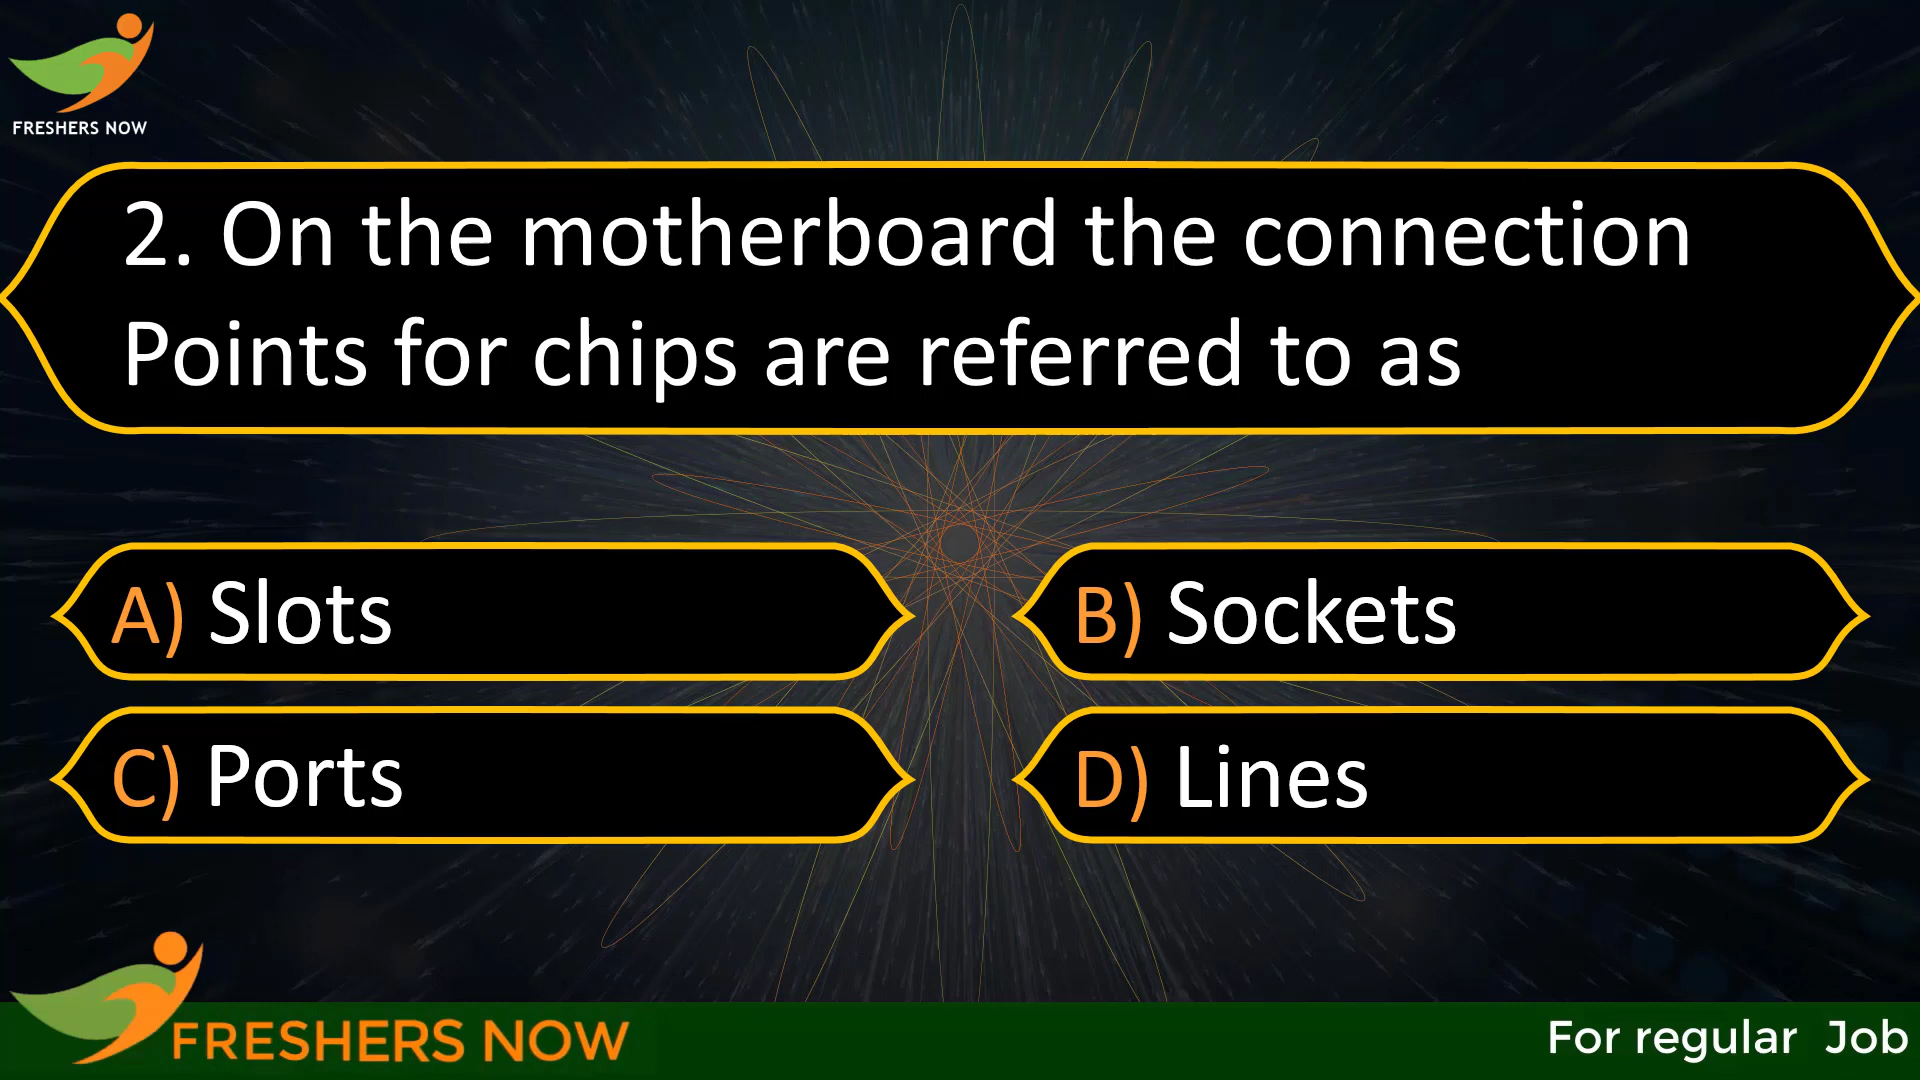 FRESHERS NOW
2. On the motherboard the connection
Points for chips are referred to as
A) Slots
B) Sockets
C) Ports
D) Lines
FRESHERS NOW
For regular Job